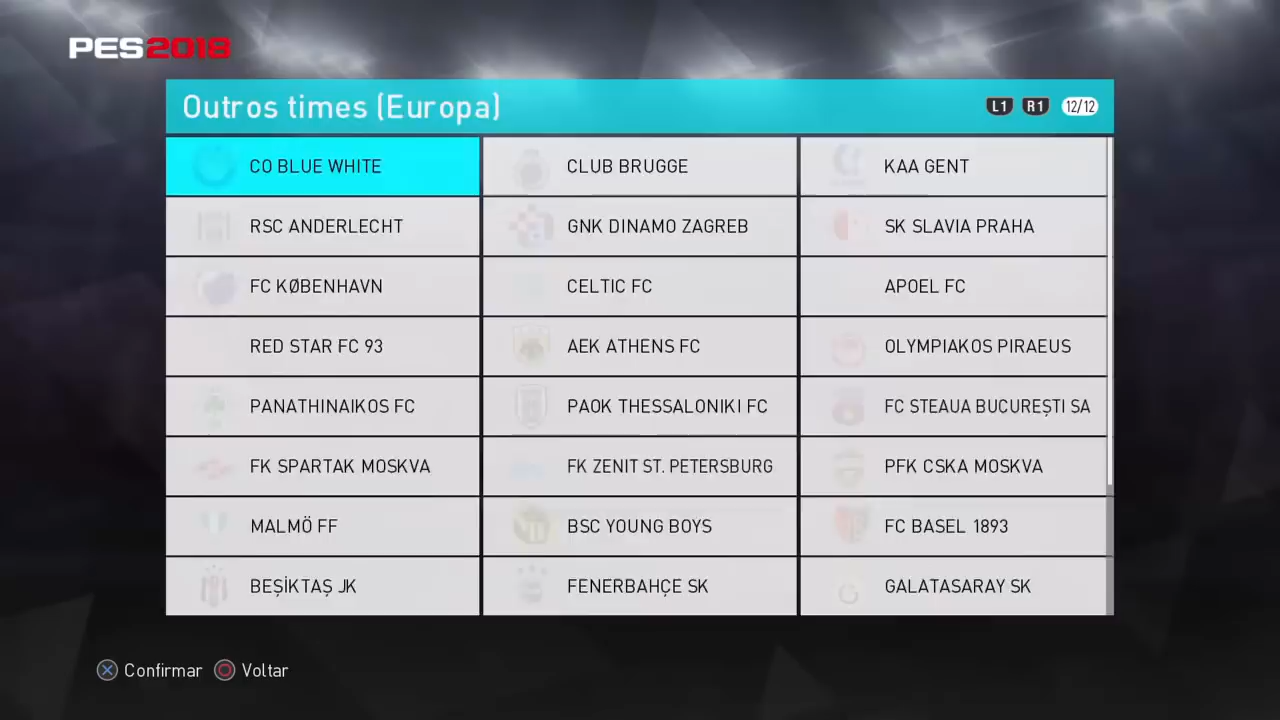 PES2018
Outros times (Europa)
L1 R1 12/12
CO BLUE WHITE
CLUB BRUGGE
KAA GENT
RSC ANDERLECHT
GNK DINAMO ZAGREB
SK SLAVIA PRAHA
FC KØBENHAVN
CELTIC FC
APOEL FC
RED STAR FC 93
AEK ATHENS FC
OLYMPIAKOS PIRAEUS
PANATHINAIKOS FC
PAOK THESSALONIKI FC
FC STEAUA BUCUREȘTI SA
FK SPARTAK MOSKVA
FK ZENIT ST. PETERSBURG
PFK CSKA MOSKVA
MALMÖ FF
BSC YOUNG BOYS
FC BASEL 1893
BEŞİKTAŞ JK
FENERBAHÇE SK
GALATASARAY SK
Confirmar Voltar